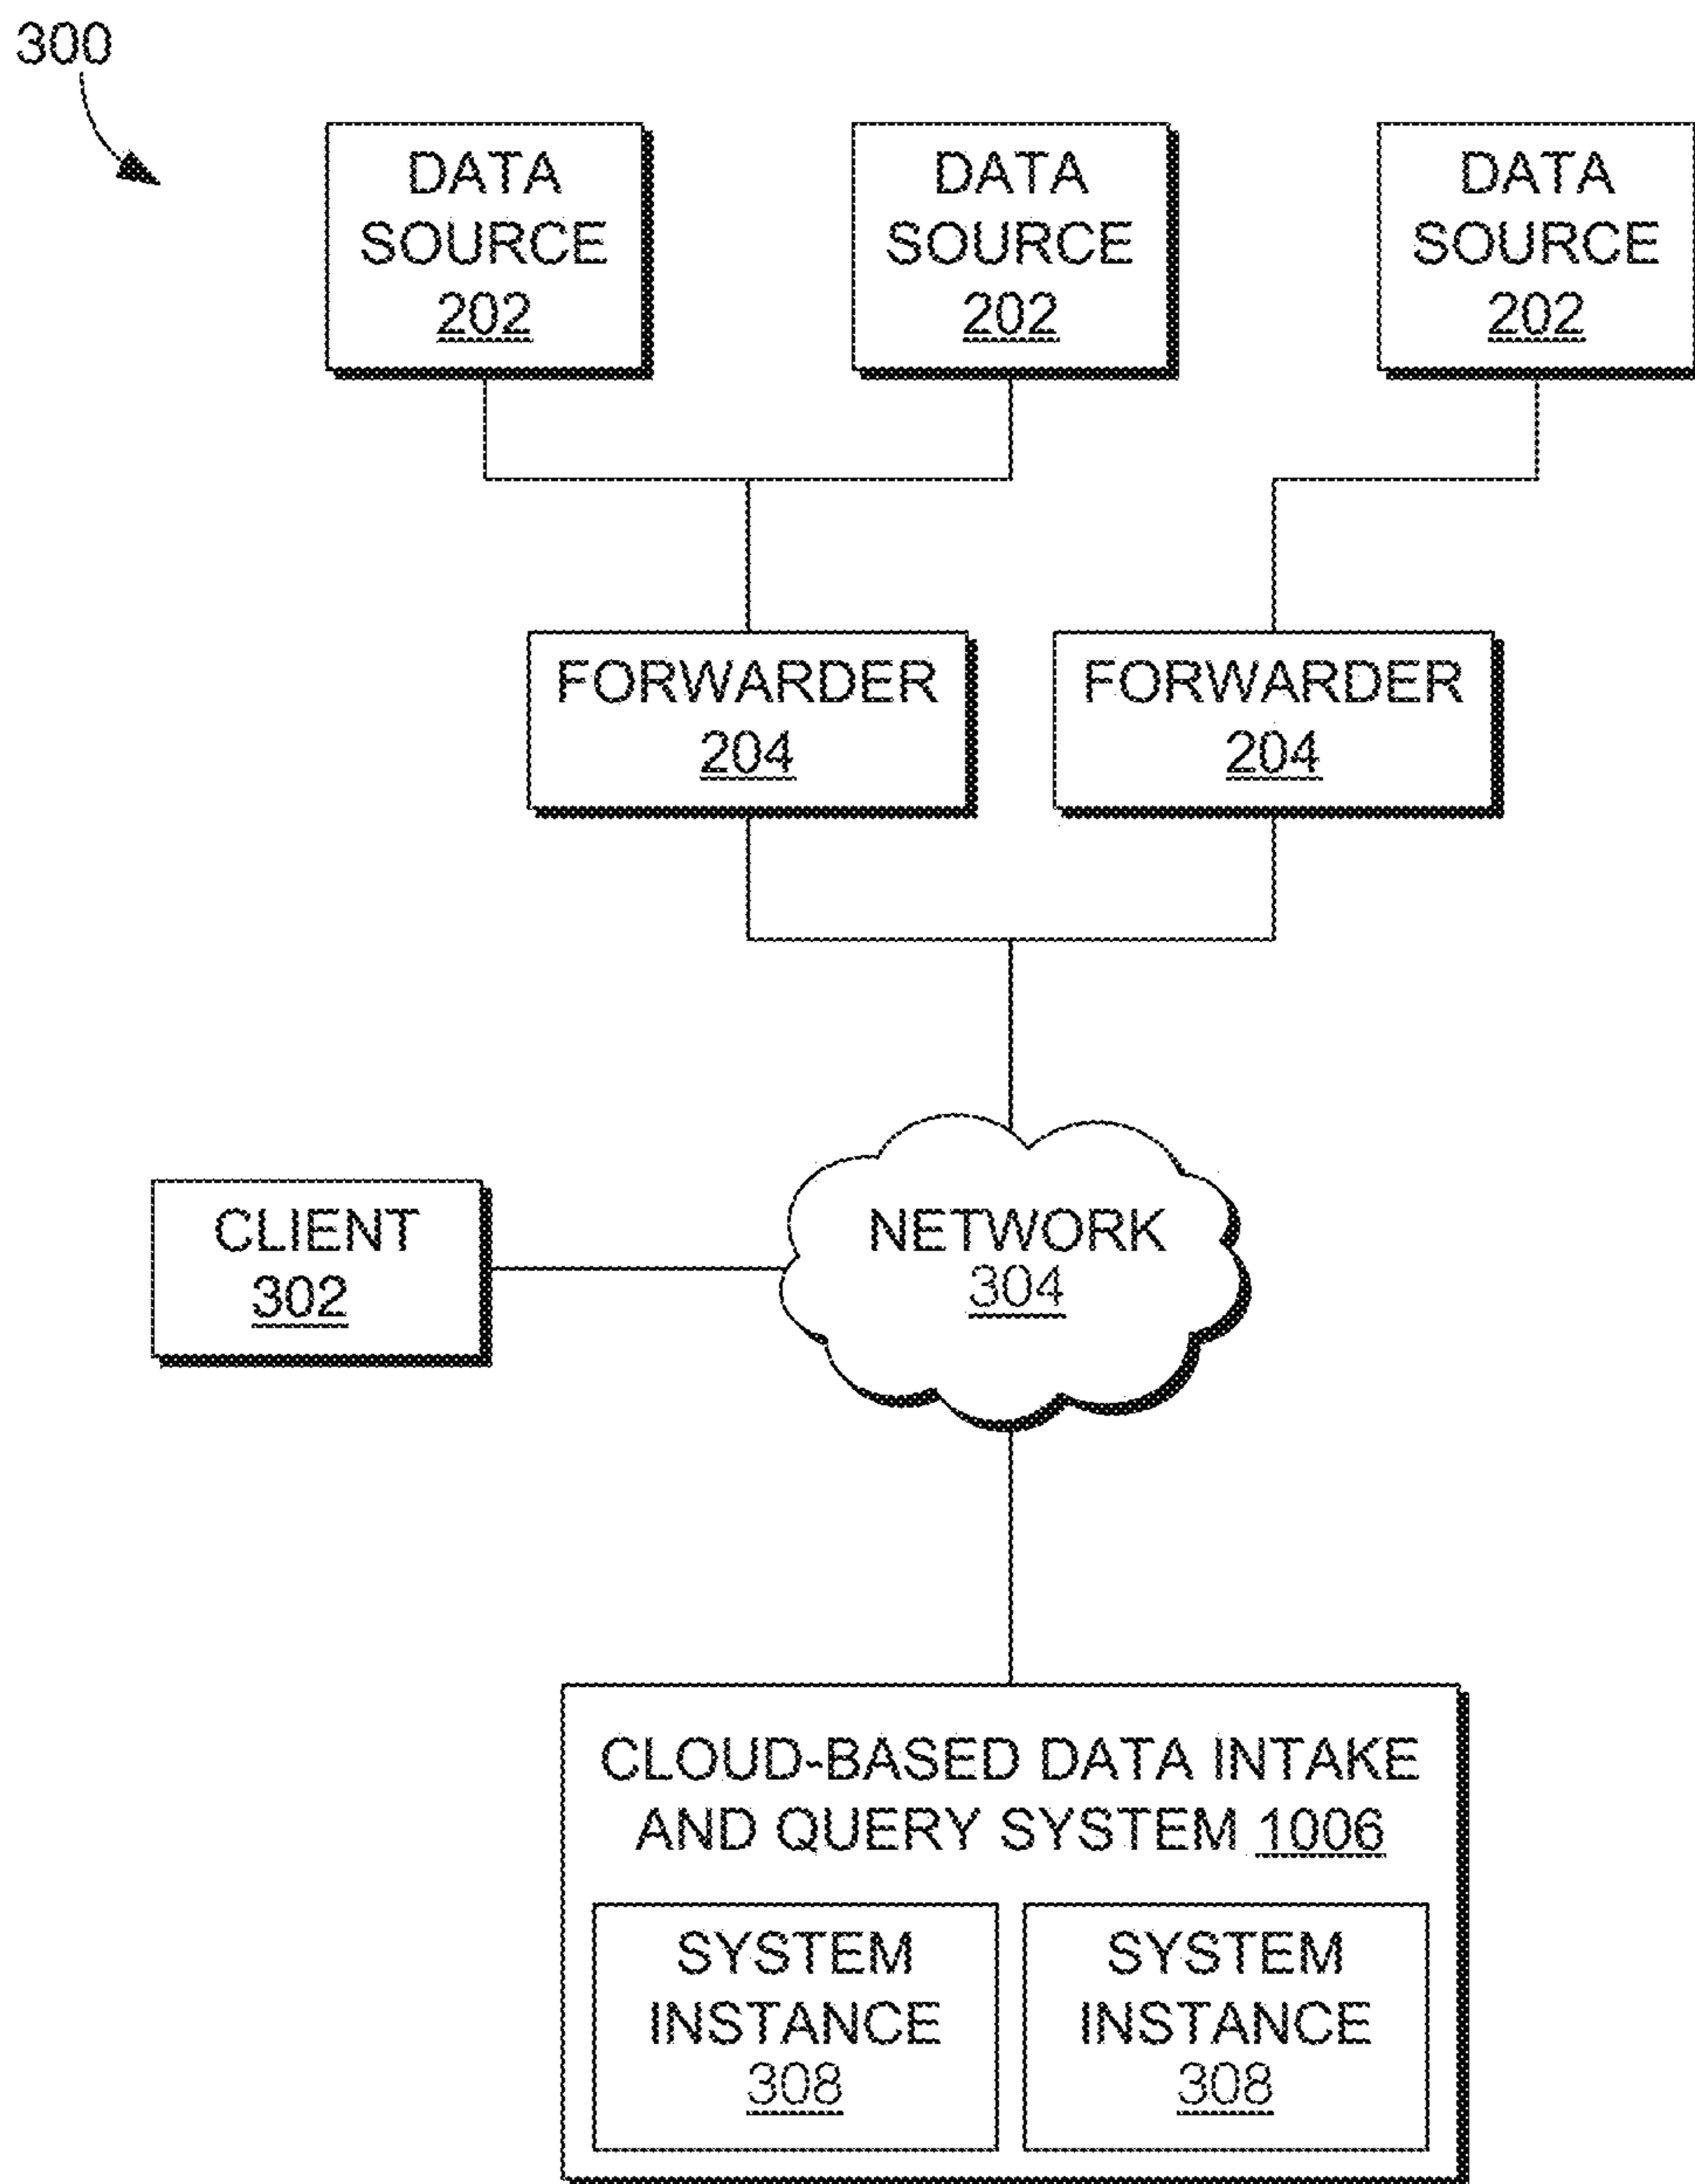 300
DATA
SOURCE
202
DATA
SOURCE
202
DATA
SOURCE
202
FORWARDER
204
FORWARDER
204
CLIENT
302
NETWORK
304
CLOUD-BASED DATA INTAKE
AND QUERY SYSTEM 1006
SYSTEM
INSTANCE
308
SYSTEM
INSTANCE
308